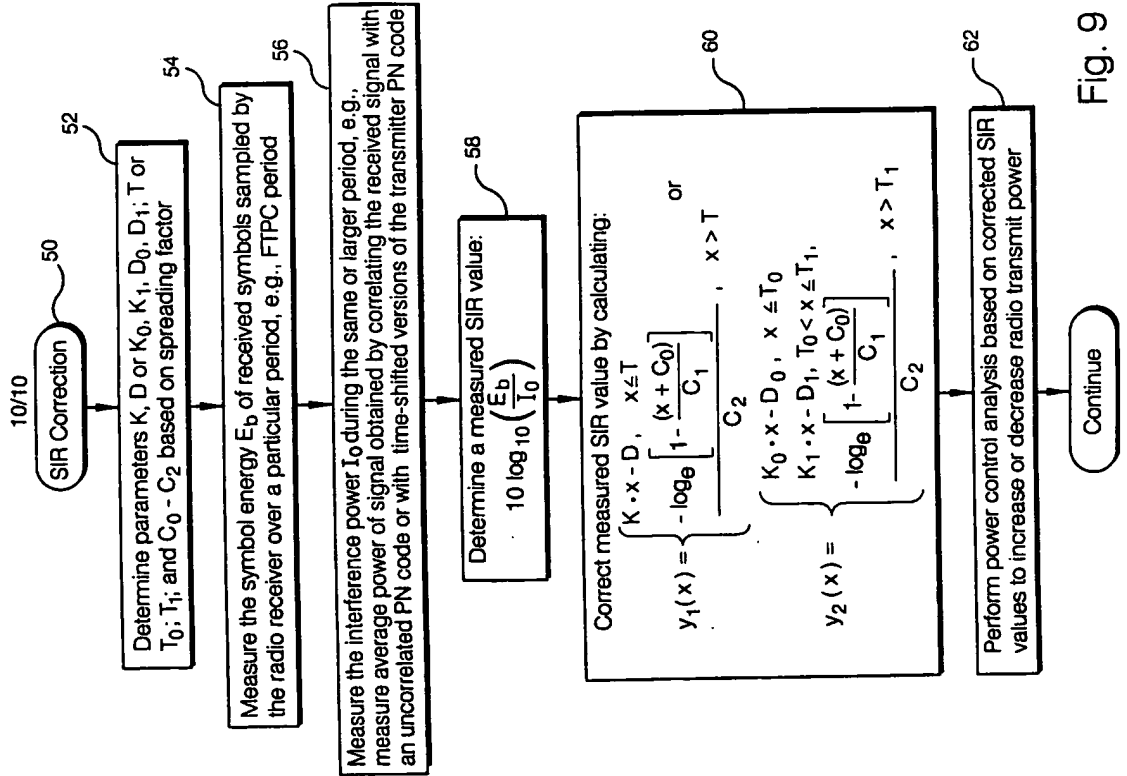 10/10
SIR Correction
50
Determine parameters K, D or K₀, K₁, D₀, D₁; T or
T₀; T₁; and C₀ - C₂ based on spreading factor
52
Measure the symbol energy E_b of received symbols sampled by
the radio receiver over a particular period, e.g., FTPC period
54
Measure the interference power I₀ during the same or larger period, e.g.,
measure average power of signal obtained by correlating the received signal with
an uncorrelated PN code or with time-shifted versions of the transmitter PN code
56
Determine a measured SIR value:
10 log₁₀ (E_b / I₀)
58
Correct measured SIR value by calculating:
y₁(x) = { K • x - D, x ≤ T
-logₑ [1- (x + C₀) / C₁] / C₂, x > T or
y₂(x) = { K₀ • x - D₀, x ≤ T₀
K₁ • x - D₁, T₀ < x ≤ T₁,
-logₑ [1- (x + C₀) / C₁] / C₂, x > T₁
60
Perform power control analysis based on corrected SIR
values to increase or decrease radio transmit power
62
Continue
Fig. 9